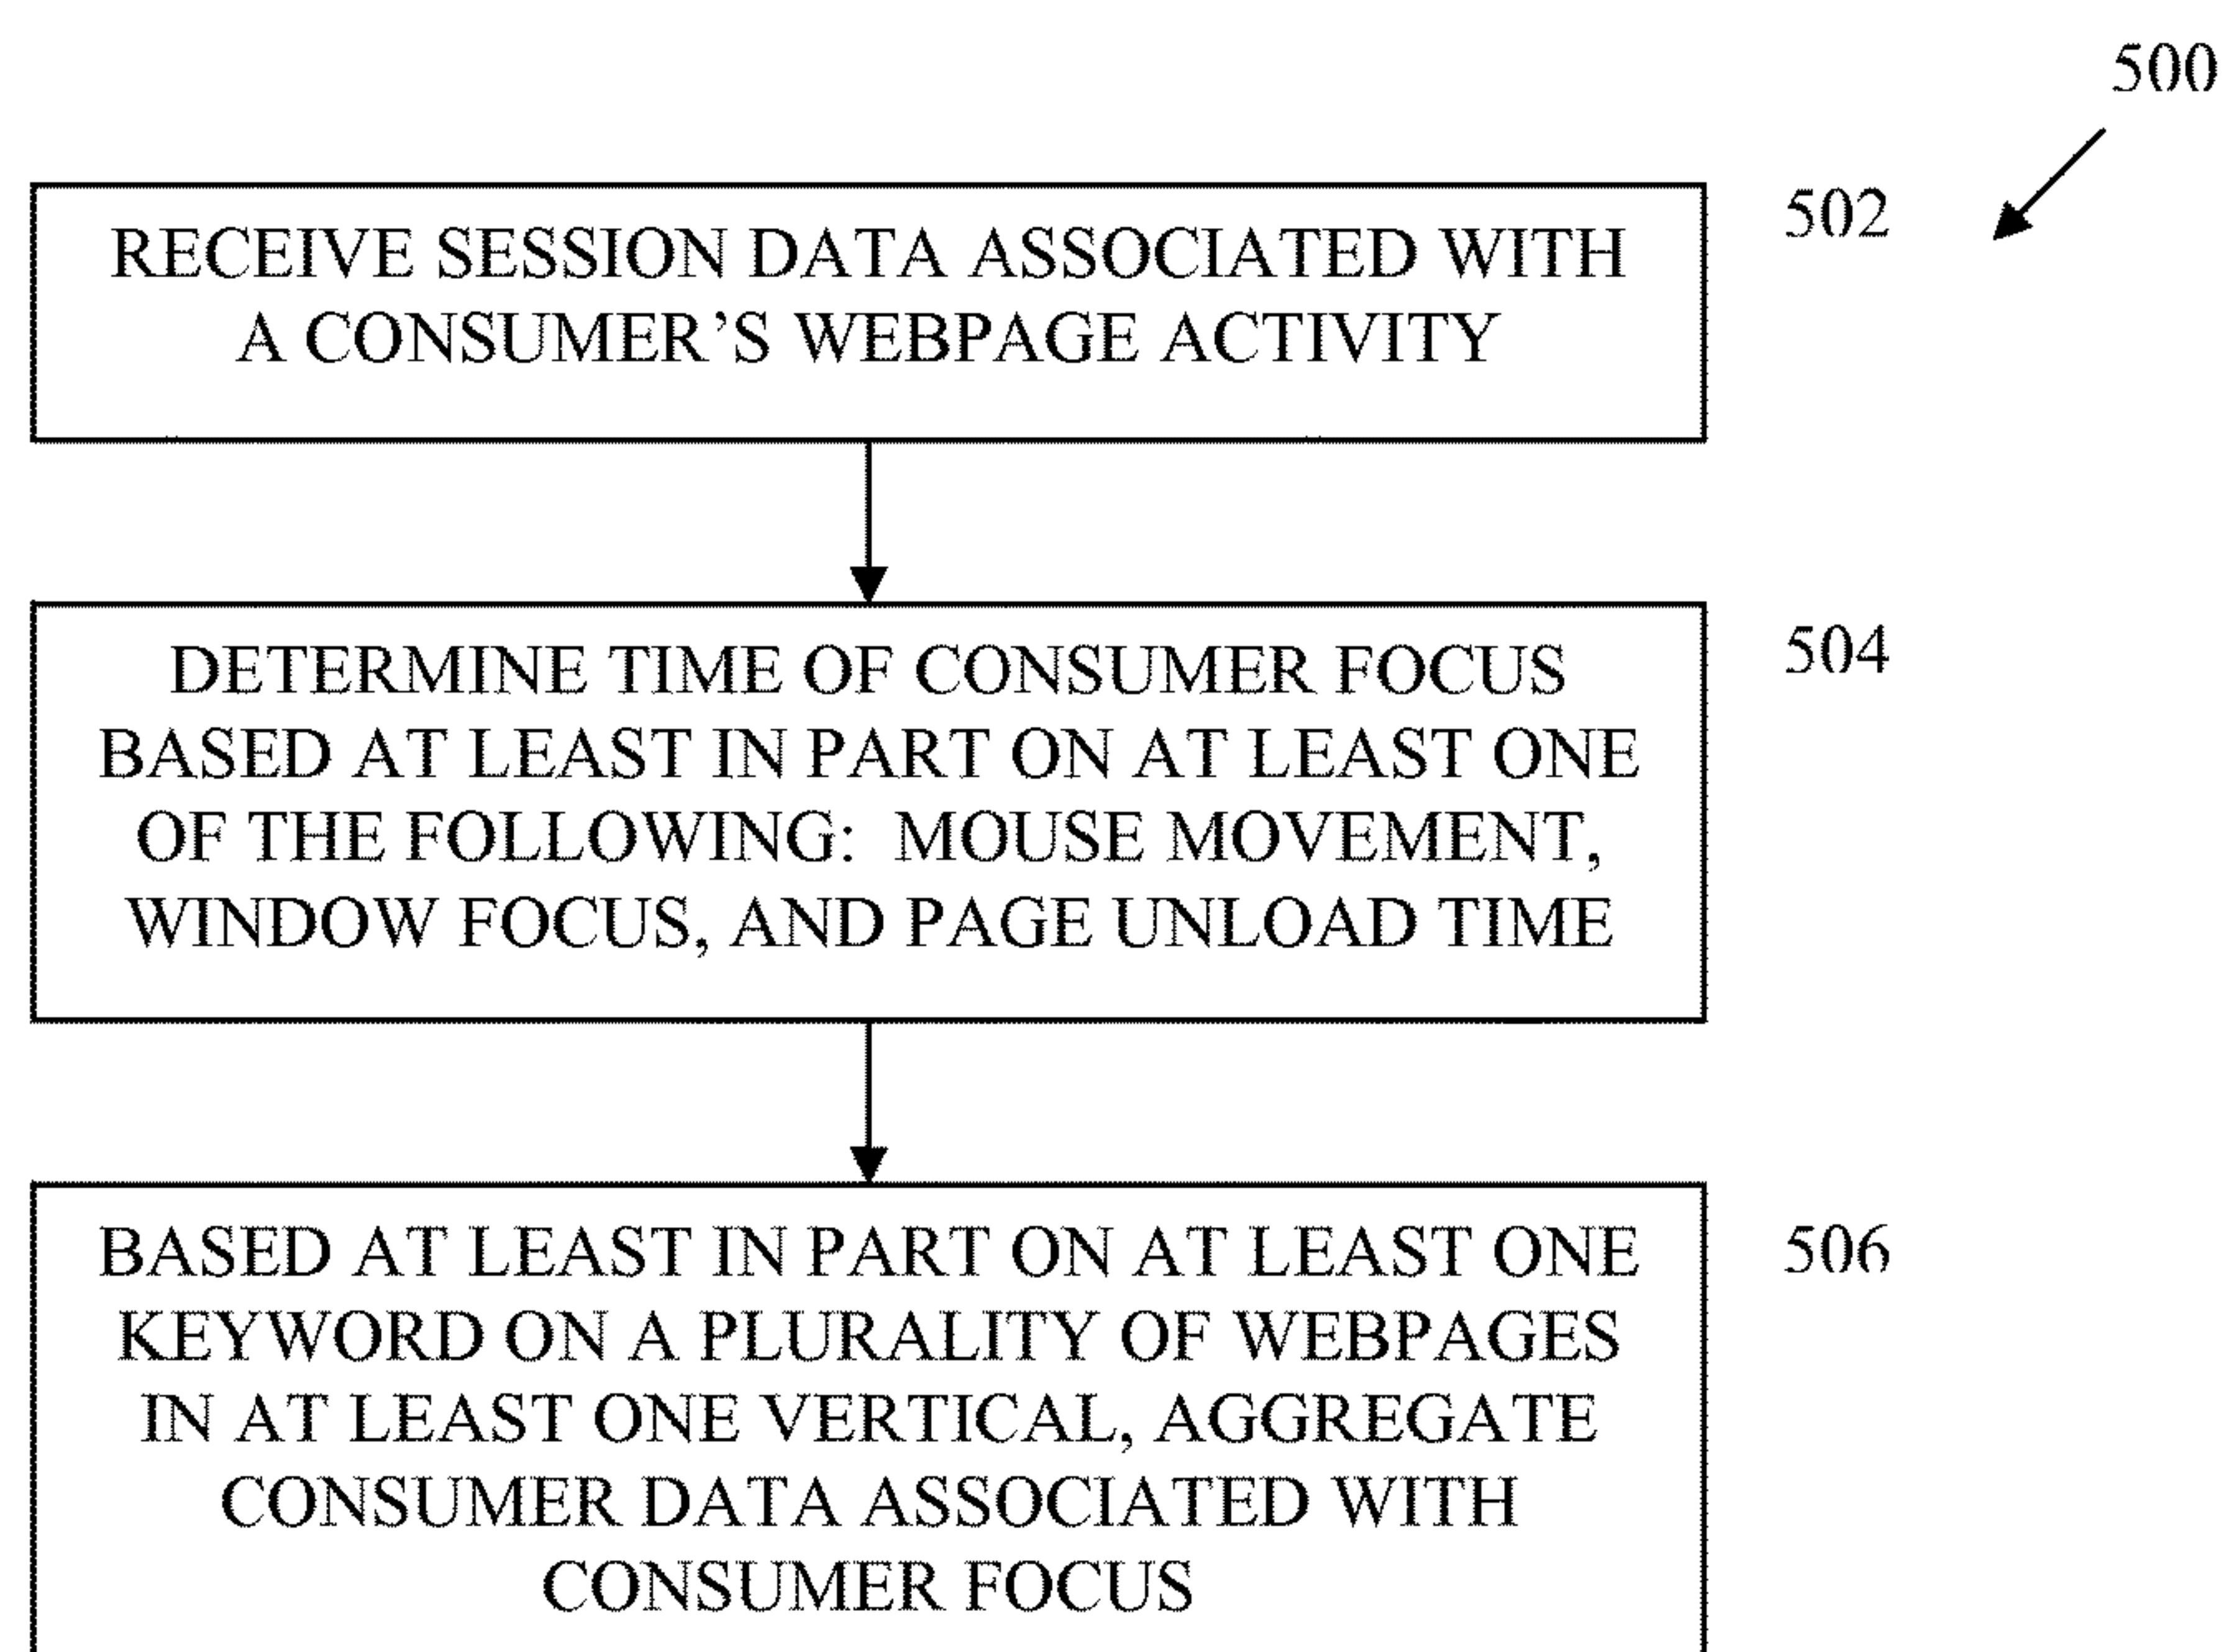 500
502
RECEIVE SESSION DATA ASSOCIATED WITH
A CONSUMER’S WEBPAGE ACTIVITY
504
DETERMINE TIME OF CONSUMER FOCUS
BASED AT LEAST IN PART ON AT LEAST ONE
OF THE FOLLOWING: MOUSE MOVEMENT,
WINDOW FOCUS, AND PAGE UNLOAD TIME
506
BASED AT LEAST IN PART ON AT LEAST ONE
KEYWORD ON A PLURALITY OF WEBPAGES
IN AT LEAST ONE VERTICAL, AGGREGATE
CONSUMER DATA ASSOCIATED WITH
CONSUMER FOCUS